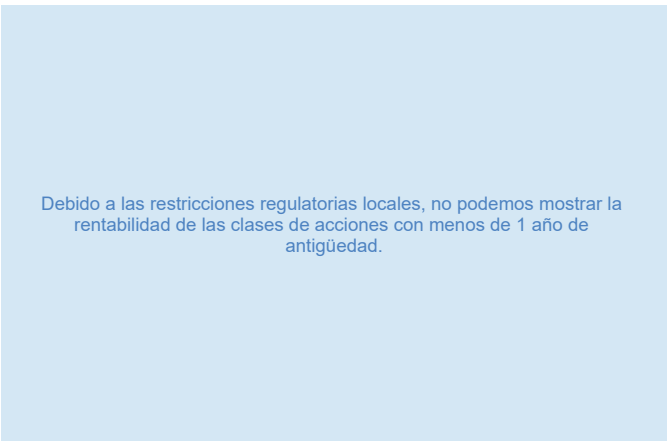 Debido a las restricciones regulatorias locales, no podemos mostrar la
rentabilidad de las clases de acciones con menos de 1 año de
antigüedad.